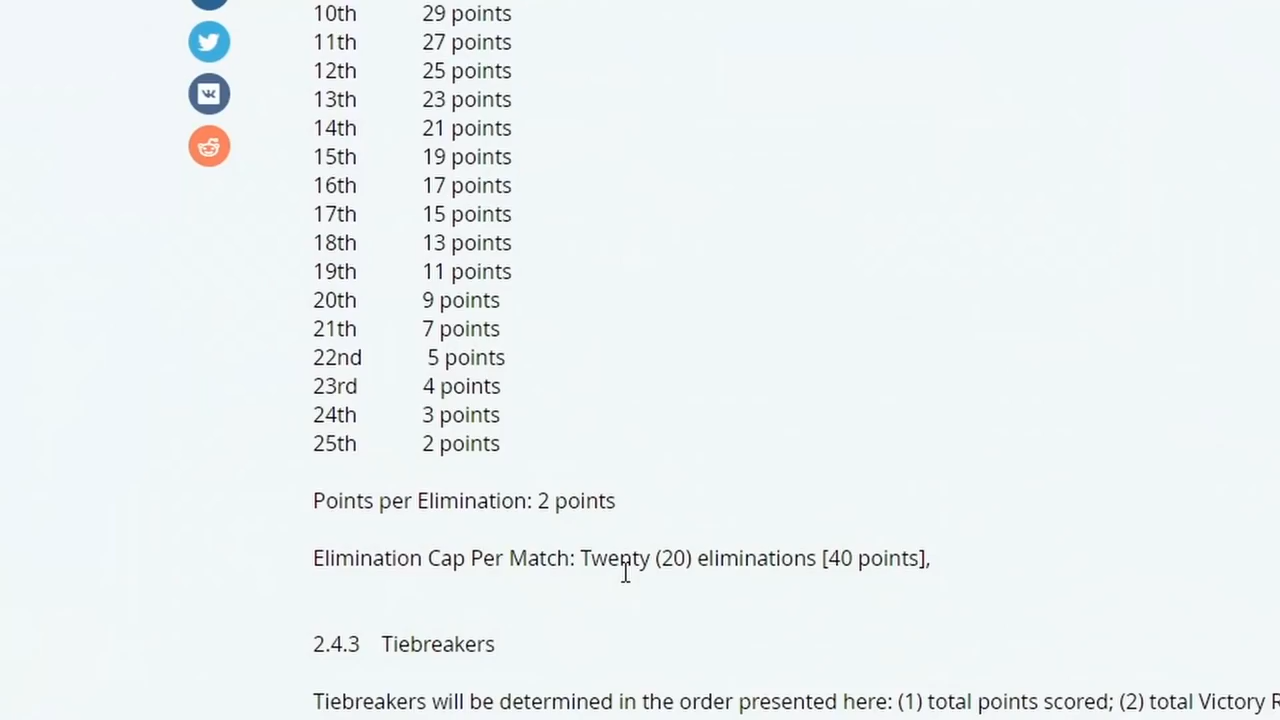 10th 29 points
11th 27 points
12th 25 points
13th 23 points
14th 21 points
15th 19 points
16th 17 points
17th 15 points
18th 13 points
19th 11 points
20th 9 points
21th 7 points
22nd 5 points
23rd 4 points
24th 3 points
25th 2 points
Points per Elimination: 2 points
Elimination Cap Per Match: Twenty (20) eliminations [40 points],
2.4.3 Tiebreakers
Tiebreakers will be determined in the order presented here: (1) total points scored; (2) total Victory R